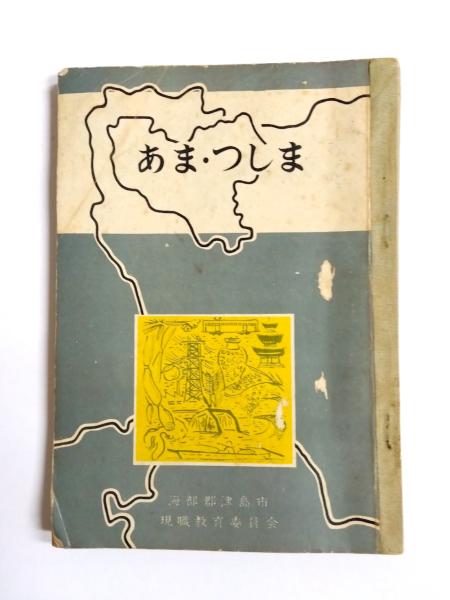 あま・つしま
海部郡津島市
現職教育委員会